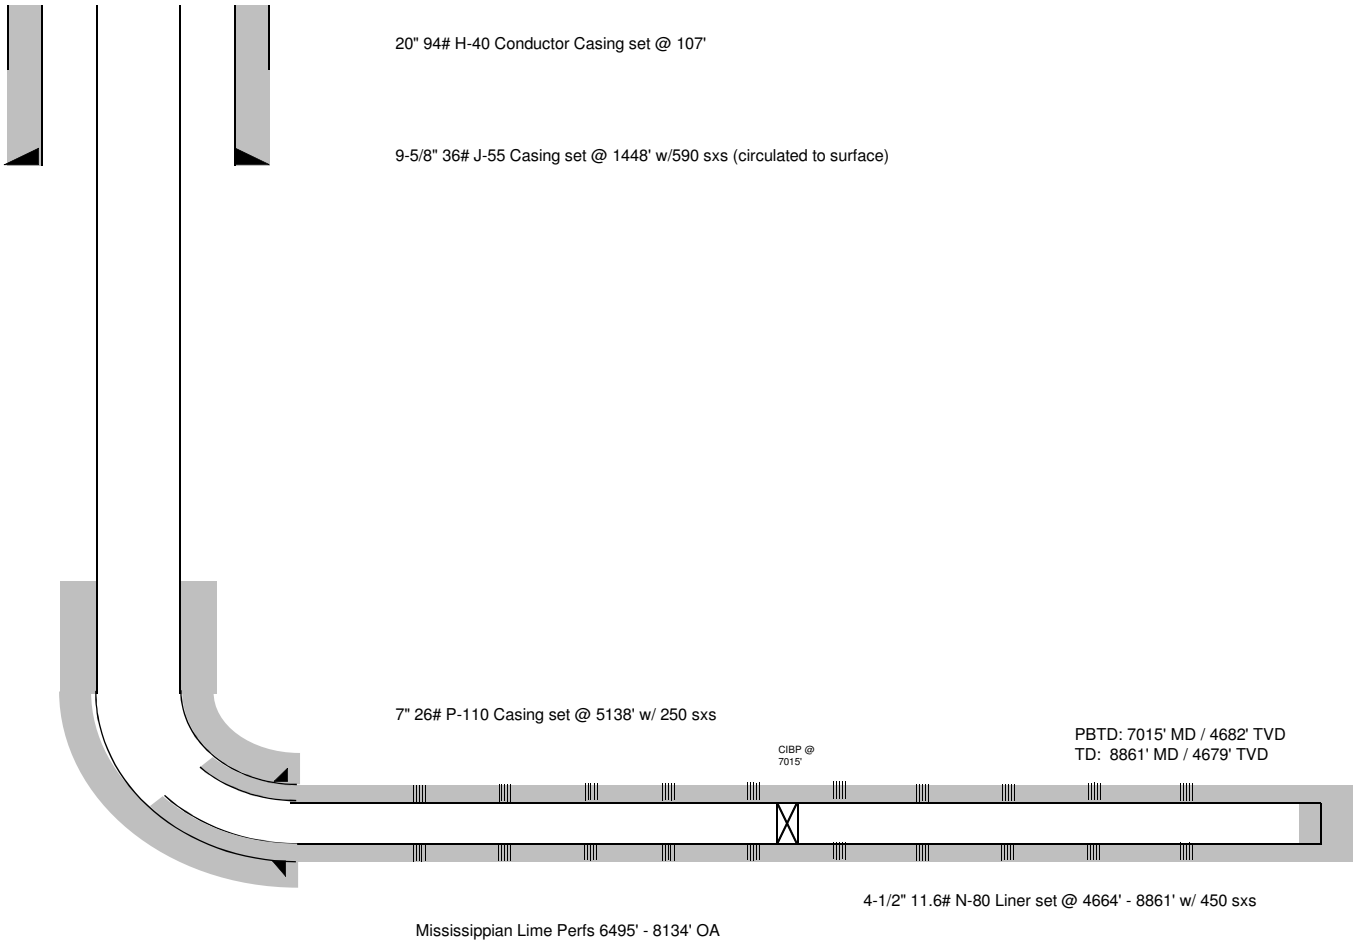 20" 94# H-40 Conductor Casing set @ 107'
9-5/8" 36# J-55 Casing set @ 1448' w/590 sxs (circulated to surface)
7" 26# P-110 Casing set @ 5138' w/ 250 sxs
CIBP @
7015'
PBTD: 7015' MD / 4682' TVD
TD: 8861' MD / 4679' TVD
4-1/2" 11.6# N-80 Liner set @ 4664' - 8861' w/ 450 sxs
Mississippian Lime Perfs 6495' - 8134' OA